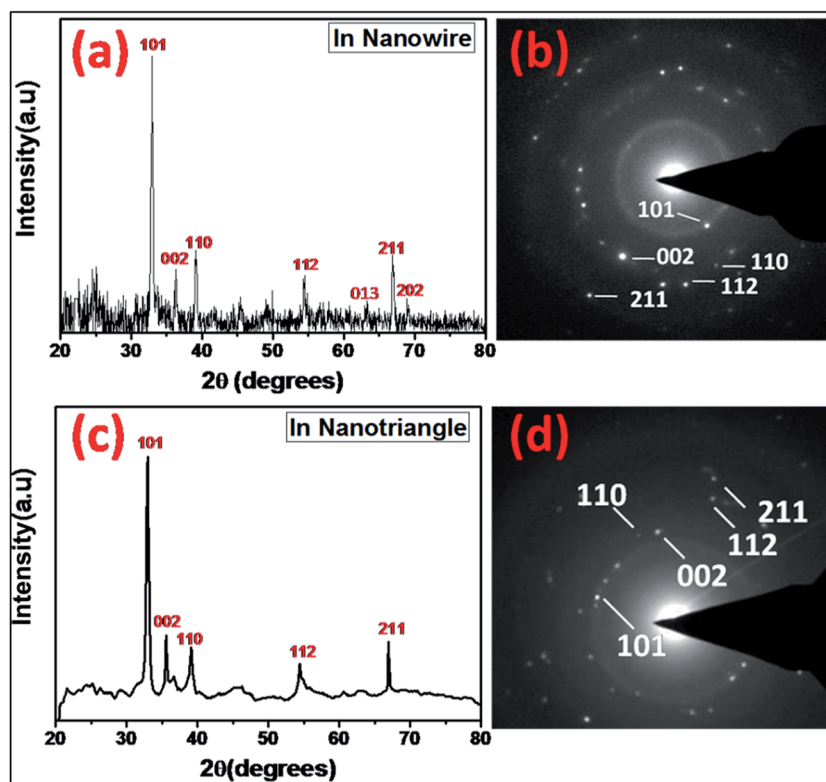 (a)
In Nanowire
Intensity(a.u)
101
002
110
112
013
211
202
20 30 40 50 60 70 80
2θ (degrees)
(b)
101
002
110
112
211
(c)
In Nanotriangle
Intensity(a.u)
101
002
110
112
211
20 30 40 50 60 70 80
2θ(degrees)
(d)
110
211
112
002
101